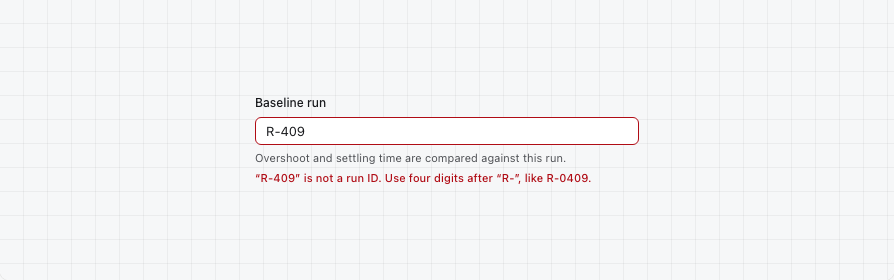 Baseline run
R-409
Overshoot and settling time are compared against this run.
“R-409” is not a run ID. Use four digits after “R-”, like R-0409.